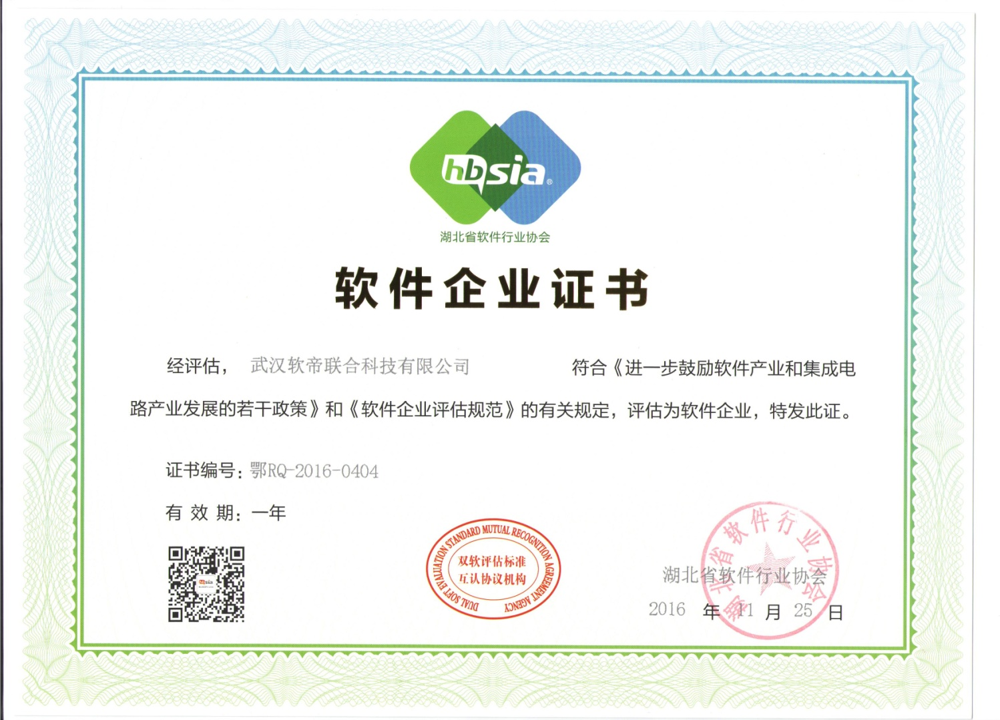 hbsia®
湖北省软件行业协会
软件企业证书
经评估， 武汉软帝联合科技有限公司 符合《进一步鼓励软件产业和集成电
路产业发展的若干政策》和《软件企业评估规范》的有关规定，评估为软件企业，特发此证。
证书编号：鄂RQ-2016-0404
有 效 期：一年
hbsia
DUAL SOFT EVALUATION STANDARD MUTUAL RECOGNITION AGREEMENT AGENCY
双软评估标准
互认协议机构
湖北省软件行业协会
湖北省软件行业协会
2016 年 11 月 25 日